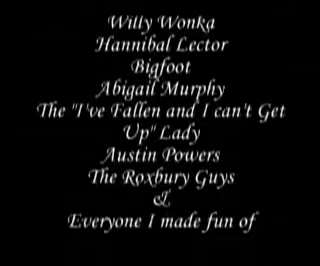 Willy Wonka
Hannibal Lector
Bigfoot
Abigail Murphy
The "I've Fallen and I can't Get
Up" Lady
Austin Powers
The Roxbury Guys
&
Everyone I made fun of